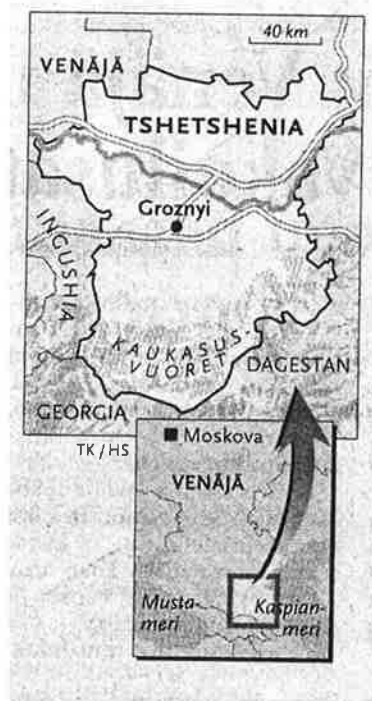 40 km
VENÄJÄ
TSHETSHENIA
Groznyi
INGUSHIA
KAUKASUS-
VUORET
DAGESTAN
GEORGIA
TK / HS
Moskova
VENÄJÄ
Musta-
meri
Kaspian-
meri